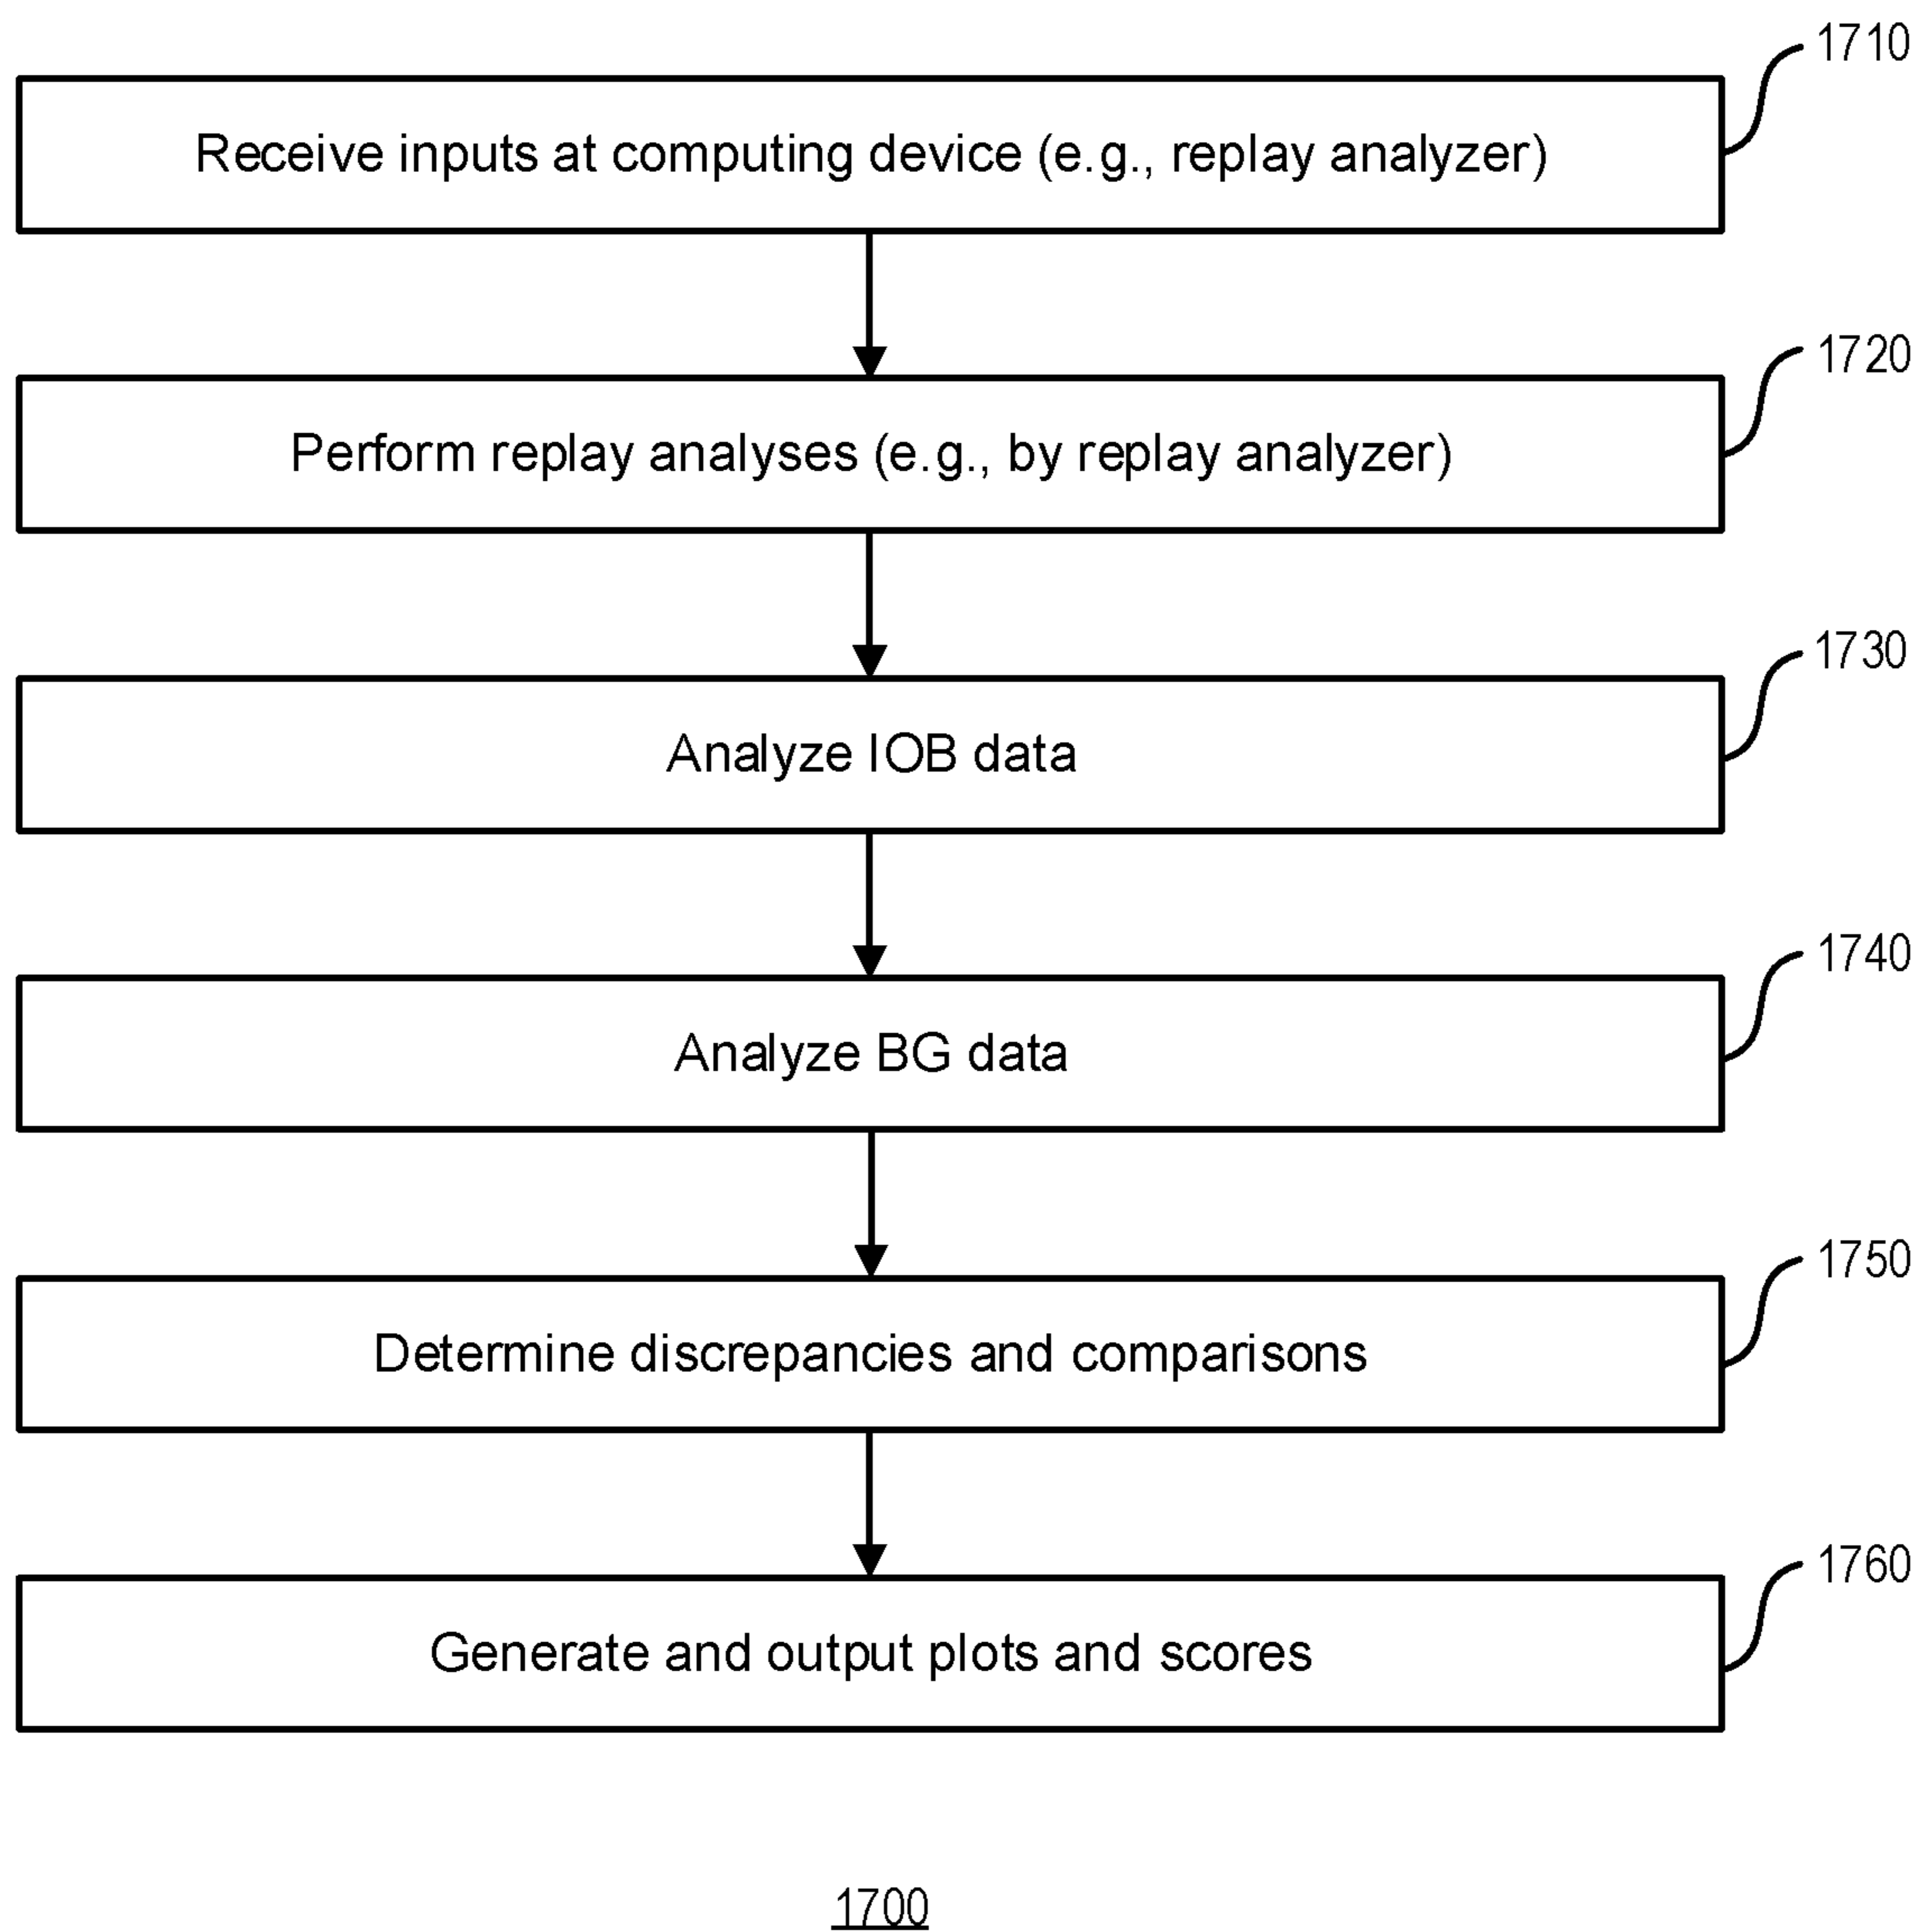 1710
Receive inputs at computing device (e.g., replay analyzer)
1720
Perform replay analyses (e.g., by replay analyzer)
1730
Analyze IOB data
1740
Analyze BG data
1750
Determine discrepancies and comparisons
1760
Generate and output plots and scores
1700